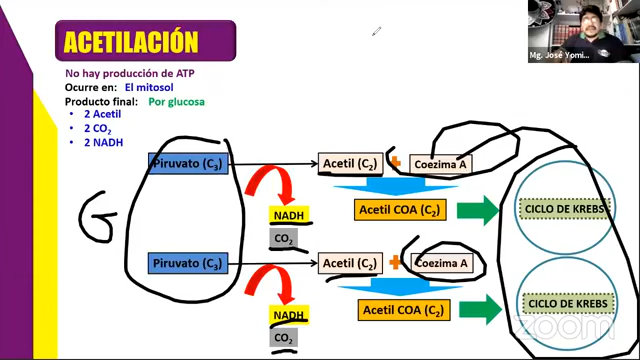 ACETILACIÓN
No hay producción de ATP
Ocurre en: El mitosol
Producto final: Por glucosa
• 2 Acetil
• 2 CO₂
• 2 NADH
Mg. José Yomi...
Piruvato (C₃)
Acetil (C₂)
+
Coezima A
NADH
CO₂
Acetil COA (C₂)
CICLO DE KREBS
G
Piruvato (C₃)
Acetil (C₂)
+
Coezima A
NADH
CO₂
Acetil COA (C₂)
CICLO DE KREBS
zoom